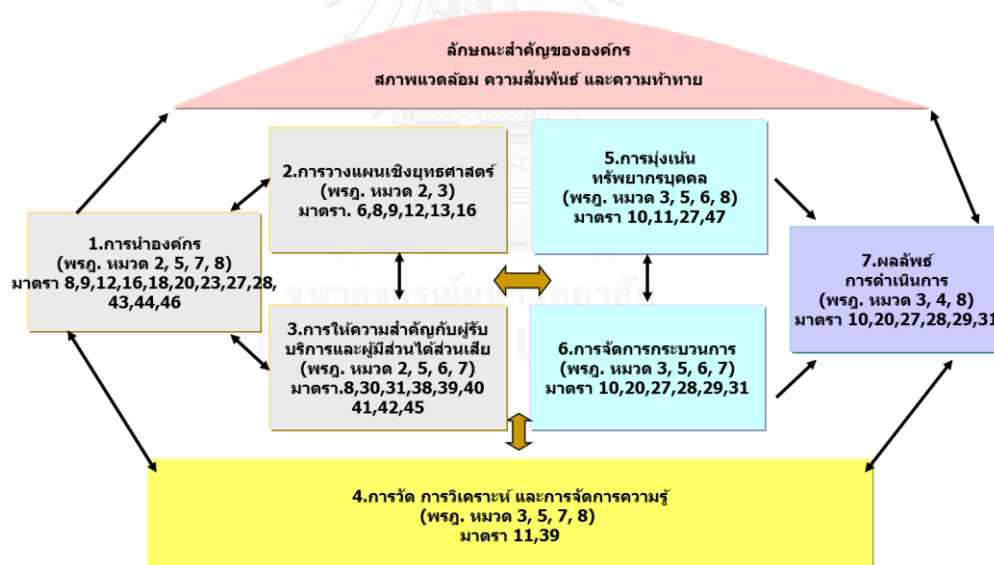 ลักษณะสำคัญขององค์กร
สภาพแวดล้อม ความสัมพันธ์ และความท้าทาย
2.การวางแผนเชิงยุทธศาสตร์
(พรฎ. หมวด 2, 3)
มาตรา. 6,8,9,12,13,16
5.การมุ่งเน้น
ทรัพยากรบุคคล
(พรฎ. หมวด 3, 5, 6, 8)
มาตรา 10,11,27,47
1.การนำองค์กร
(พรฎ. หมวด 2, 5, 7, 8)
มาตรา 8,9,12,16,18,20,23,27,28,
43,44,46
7.ผลลัพธ์
การดำเนินการ
(พรฎ. หมวด 3, 4, 8)
มาตรา 10,20,27,28,29,31
จุฬาลงกรณ์มหาวิทยาลัย
3.การให้ความสำคัญกับผู้รับ
บริการและผู้มีส่วนได้ส่วนเสีย
(พรฎ. หมวด 2, 5, 6, 7)
มาตรา.8,30,31,38,39,40
41,42,45
6.การจัดการกระบวนการ
(พรฎ. หมวด 3, 5, 6, 7)
มาตรา 10,20,27,28,29,31
4.การวัด การวิเคราะห์ และการจัดการความรู้
(พรฎ. หมวด 3, 5, 7, 8)
มาตรา 11,39